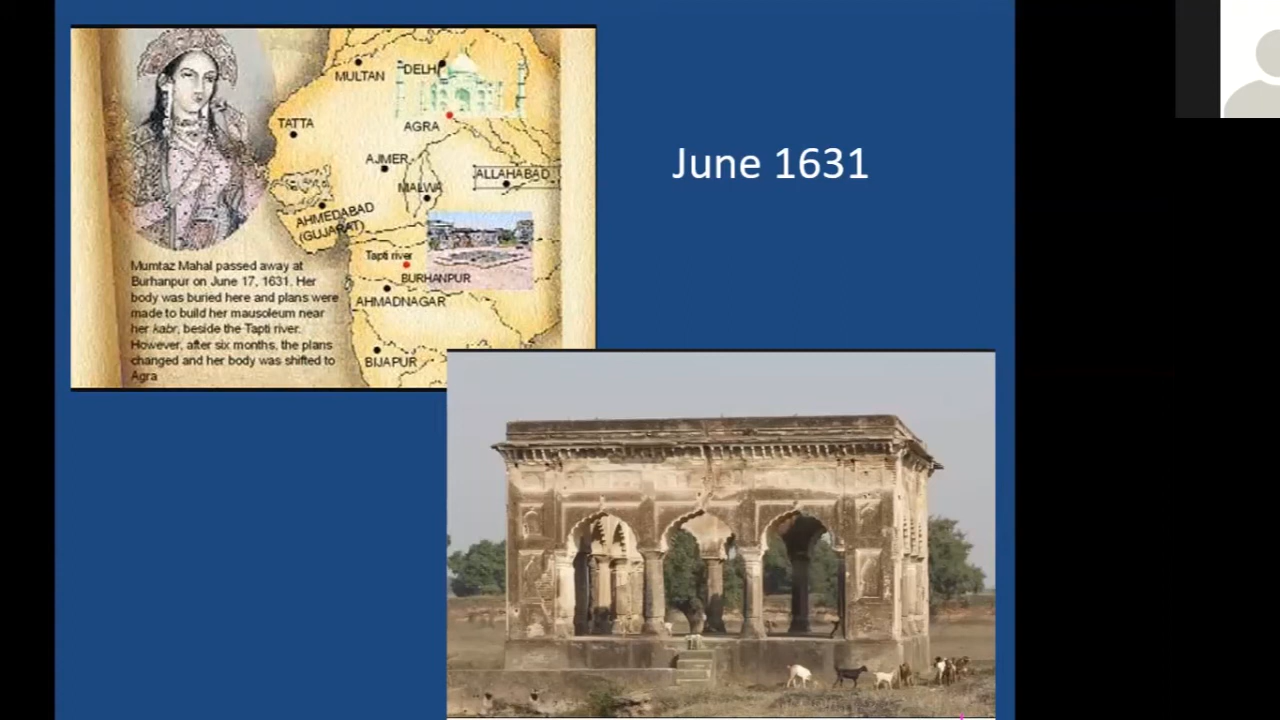 MULTAN
DELHI
TATTA
AGRA
AJMER
MALWA
ALLAHABAD
AHMEDABAD
(GUJARAT)
Tapti river
BURHANPUR
AHMADNAGAR
BIJAPUR
Mumtaz Mahal passed away at
Burhanpur on June 17, 1631. Her
body was buried here and plans were
made to build her mausoleum near
her kabr, beside the Tapti river.
However, after six months, the plans
changed and her body was shifted to
Agra
June 1631